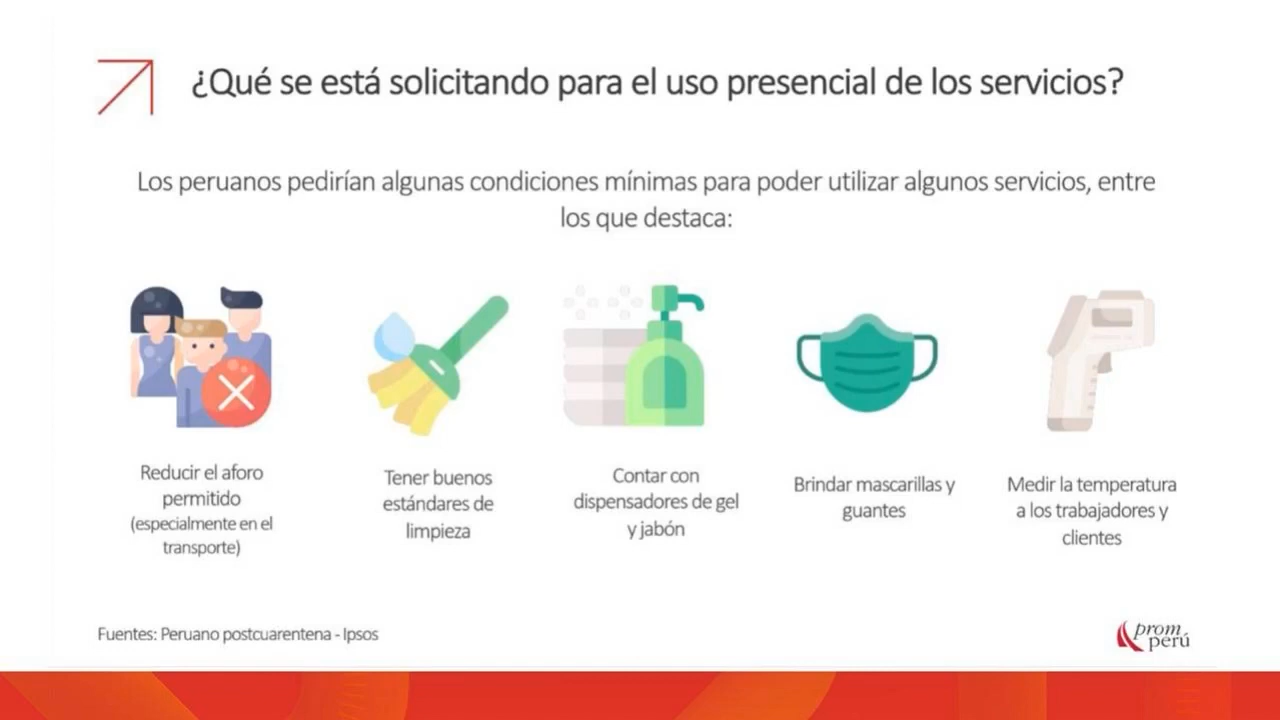 ¿Qué se está solicitando para el uso presencial de los servicios?
Los peruanos pedirían algunas condiciones mínimas para poder utilizar algunos servicios, entre
los que destaca:
Reducir el aforo
permitido
(especialmente en el
transporte)
Tener buenos
estándares de
limpieza
Contar con
dispensadores de gel
y jabón
Brindar mascarillas y
guantes
Medir la temperatura
a los trabajadores y
clientes
Fuentes: Peruano postcuarentena - Ipsos
prom
perú